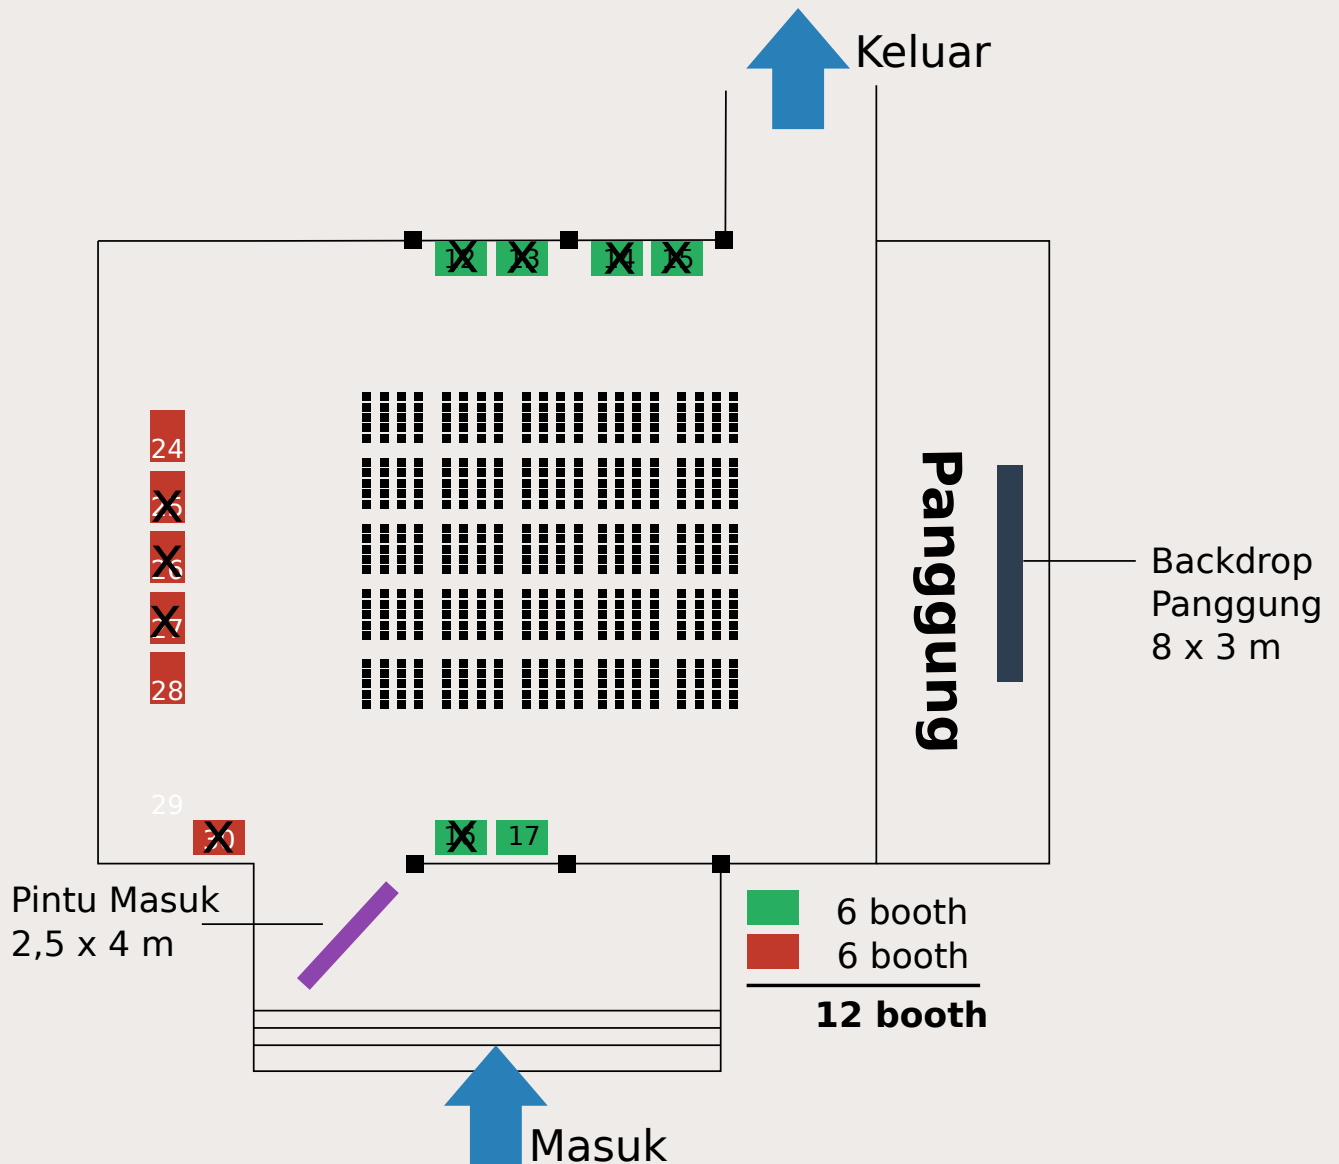 Keluar
12 13 14 15
24
25
26
27
28
29
30
16 17
Panggung
Backdrop
Panggung
8 x 3 m
Pintu Masuk
2,5 x 4 m
6 booth
6 booth
12 booth
Masuk